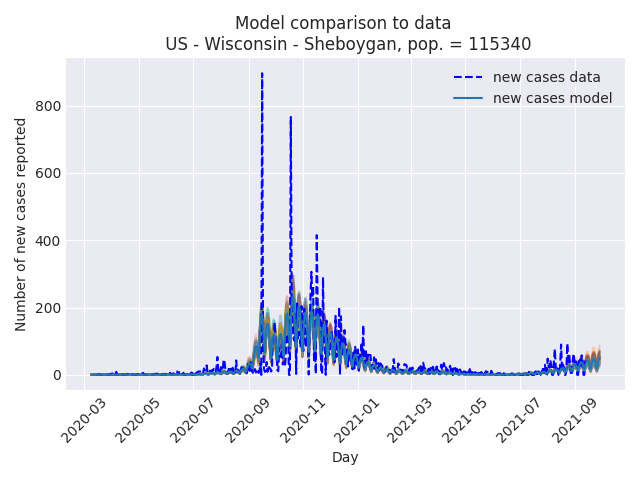 Model comparison to data
US - Wisconsin - Sheboygan, pop. = 115340
new cases data
new cases model
Number of new cases reported
800
600
400
200
0
2020-03
2020-05
2020-07
2020-09
2020-11
2021-01
2021-03
2021-05
2021-07
2021-09
Day